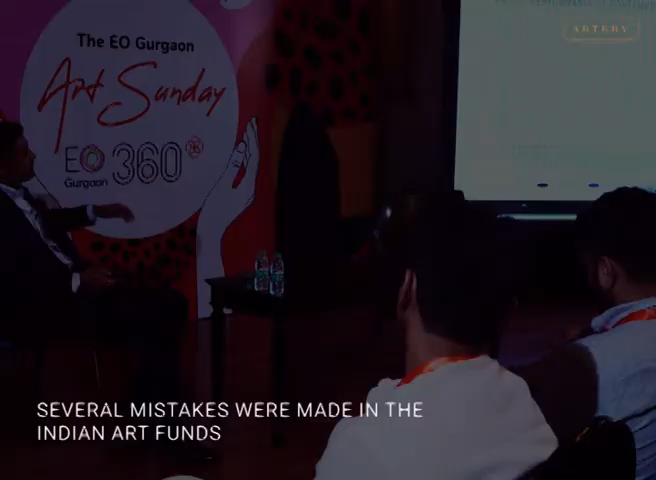 The EO Gurgaon
Art Sunday
EO 360
Gurgaon
ARTERY
SEVERAL MISTAKES WERE MADE IN THE
INDIAN ART FUNDS